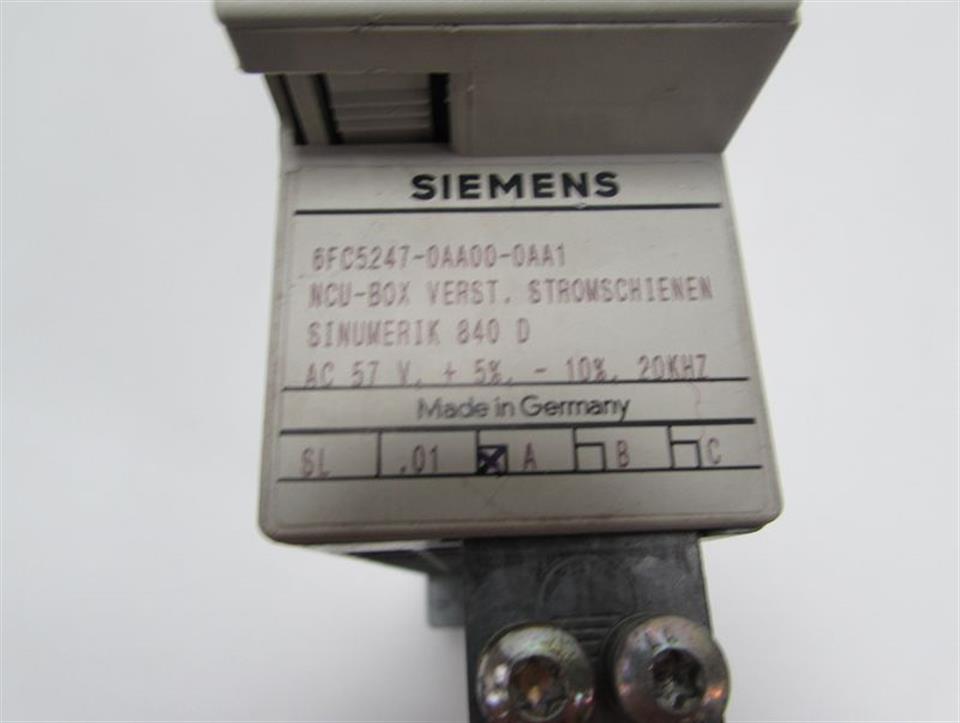 SIEMENS
6FC5247-0AA00-0AA1
NCU-BOX VERST. STROMSCHIENEN
SINUMERIK 840 D
AC 57 V, + 5%, - 10%, 20KHZ
Made in Germany
SL .01 A B C